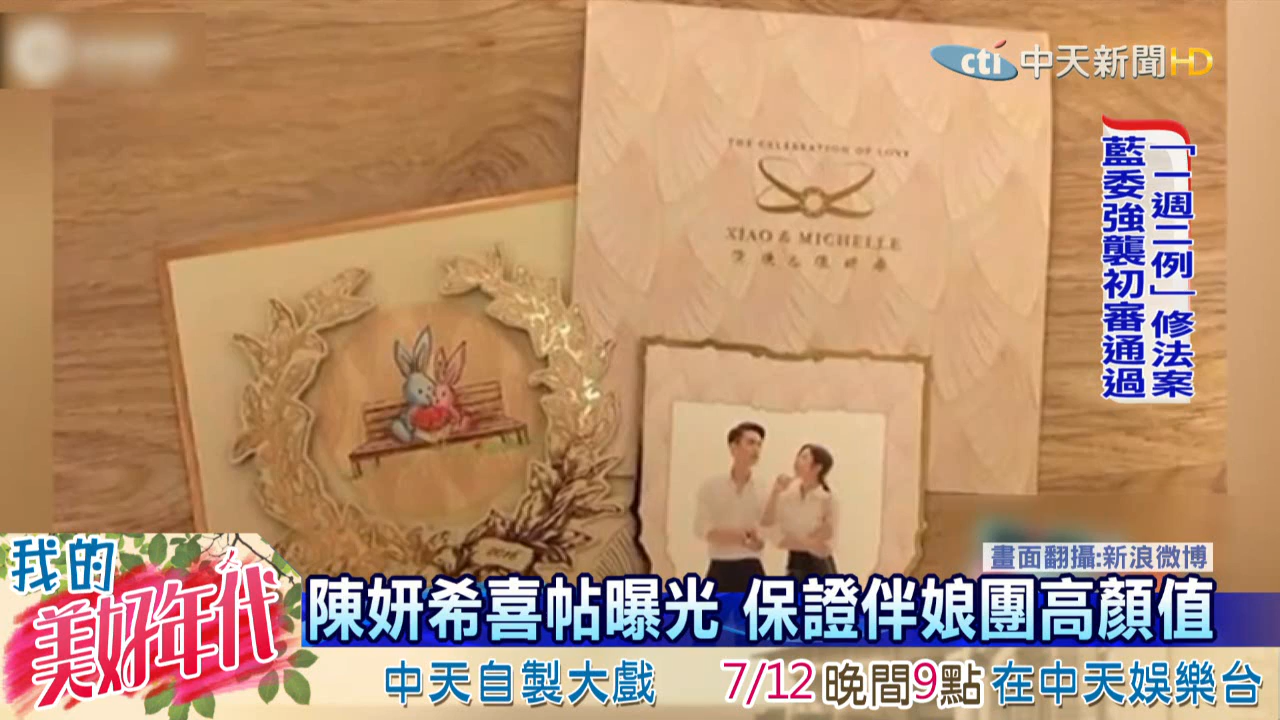 cti 中天新聞HD
「一週二例」修法案
藍委強襲初審通過
THE CELEBRATION OF LOVE
XIAO & MICHELLE
2016
畫面翻攝:新浪微博
我的
美好年代
陳妍希喜帖曝光 保證伴娘團高顏值
中天自製大戲 7/12晚間9點在中天娛樂台